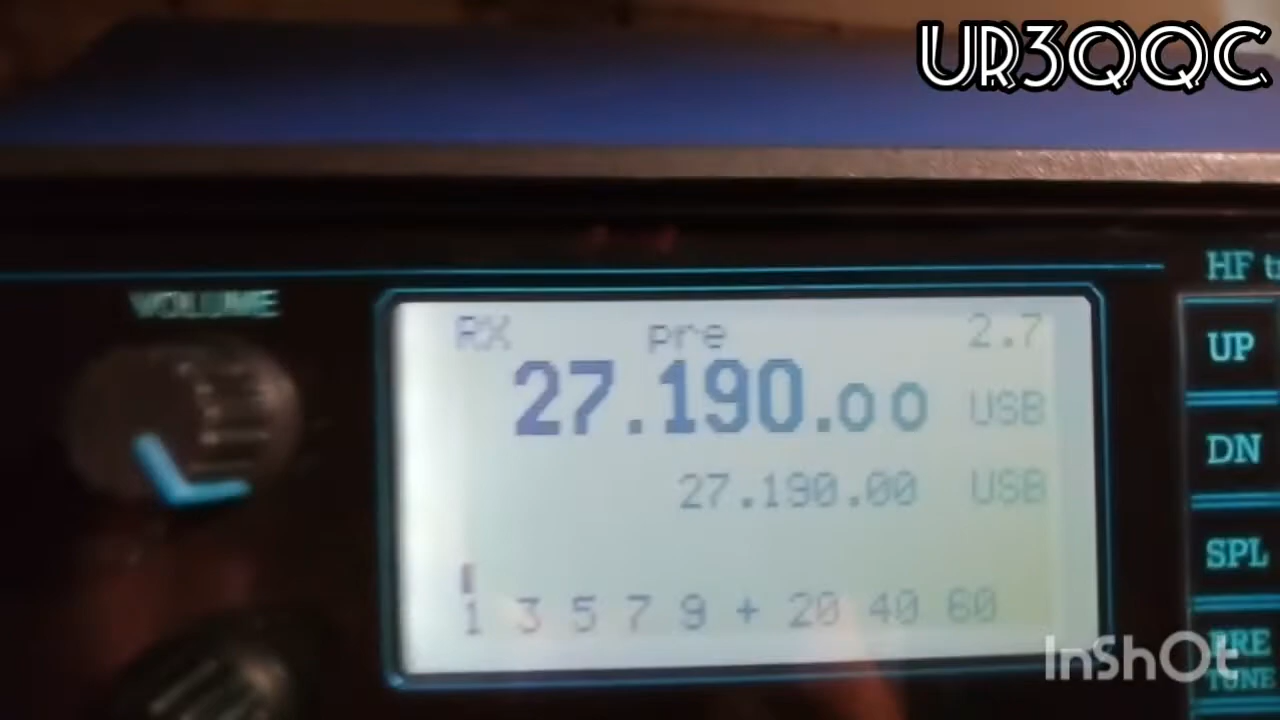 UR3QQC
HF
VOLUME
RX pre 2.7
27.190.00 USB
27.190.00 USB
1 3 5 7 9 + 20 40 60
UP
DN
SPL
PRE
TUNE
InShOt